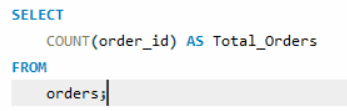 SELECT
COUNT(order_id) AS Total_Orders
FROM
orders;